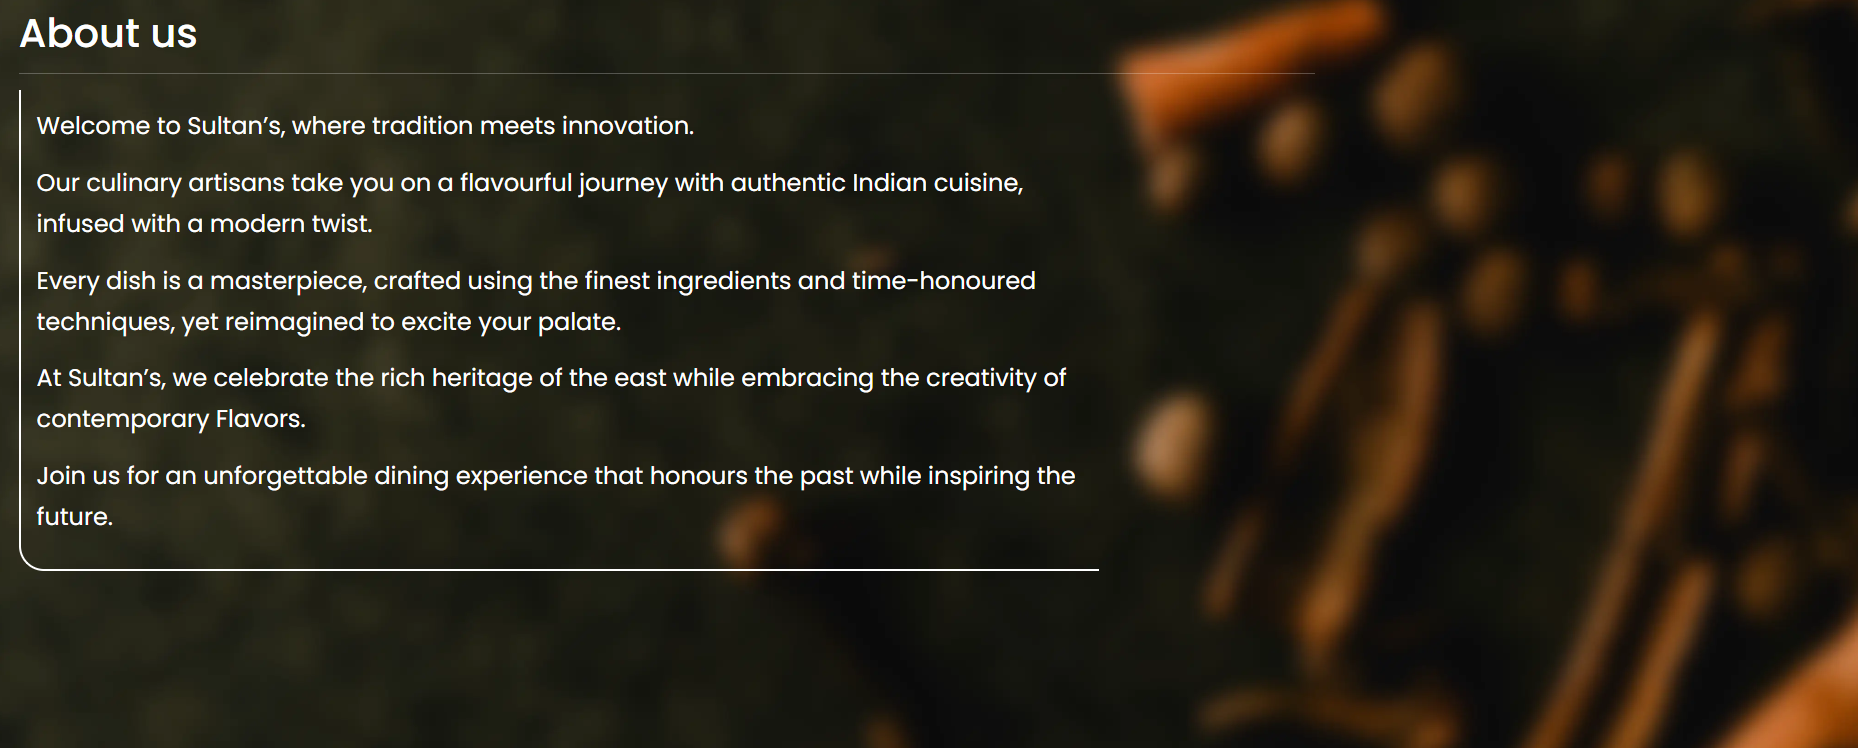 About us
Welcome to Sultan’s, where tradition meets innovation.
Our culinary artisans take you on a flavourful journey with authentic Indian cuisine,
infused with a modern twist.
Every dish is a masterpiece, crafted using the finest ingredients and time-honoured
techniques, yet reimagined to excite your palate.
At Sultan’s, we celebrate the rich heritage of the east while embracing the creativity of
contemporary Flavors.
Join us for an unforgettable dining experience that honours the past while inspiring the
future.